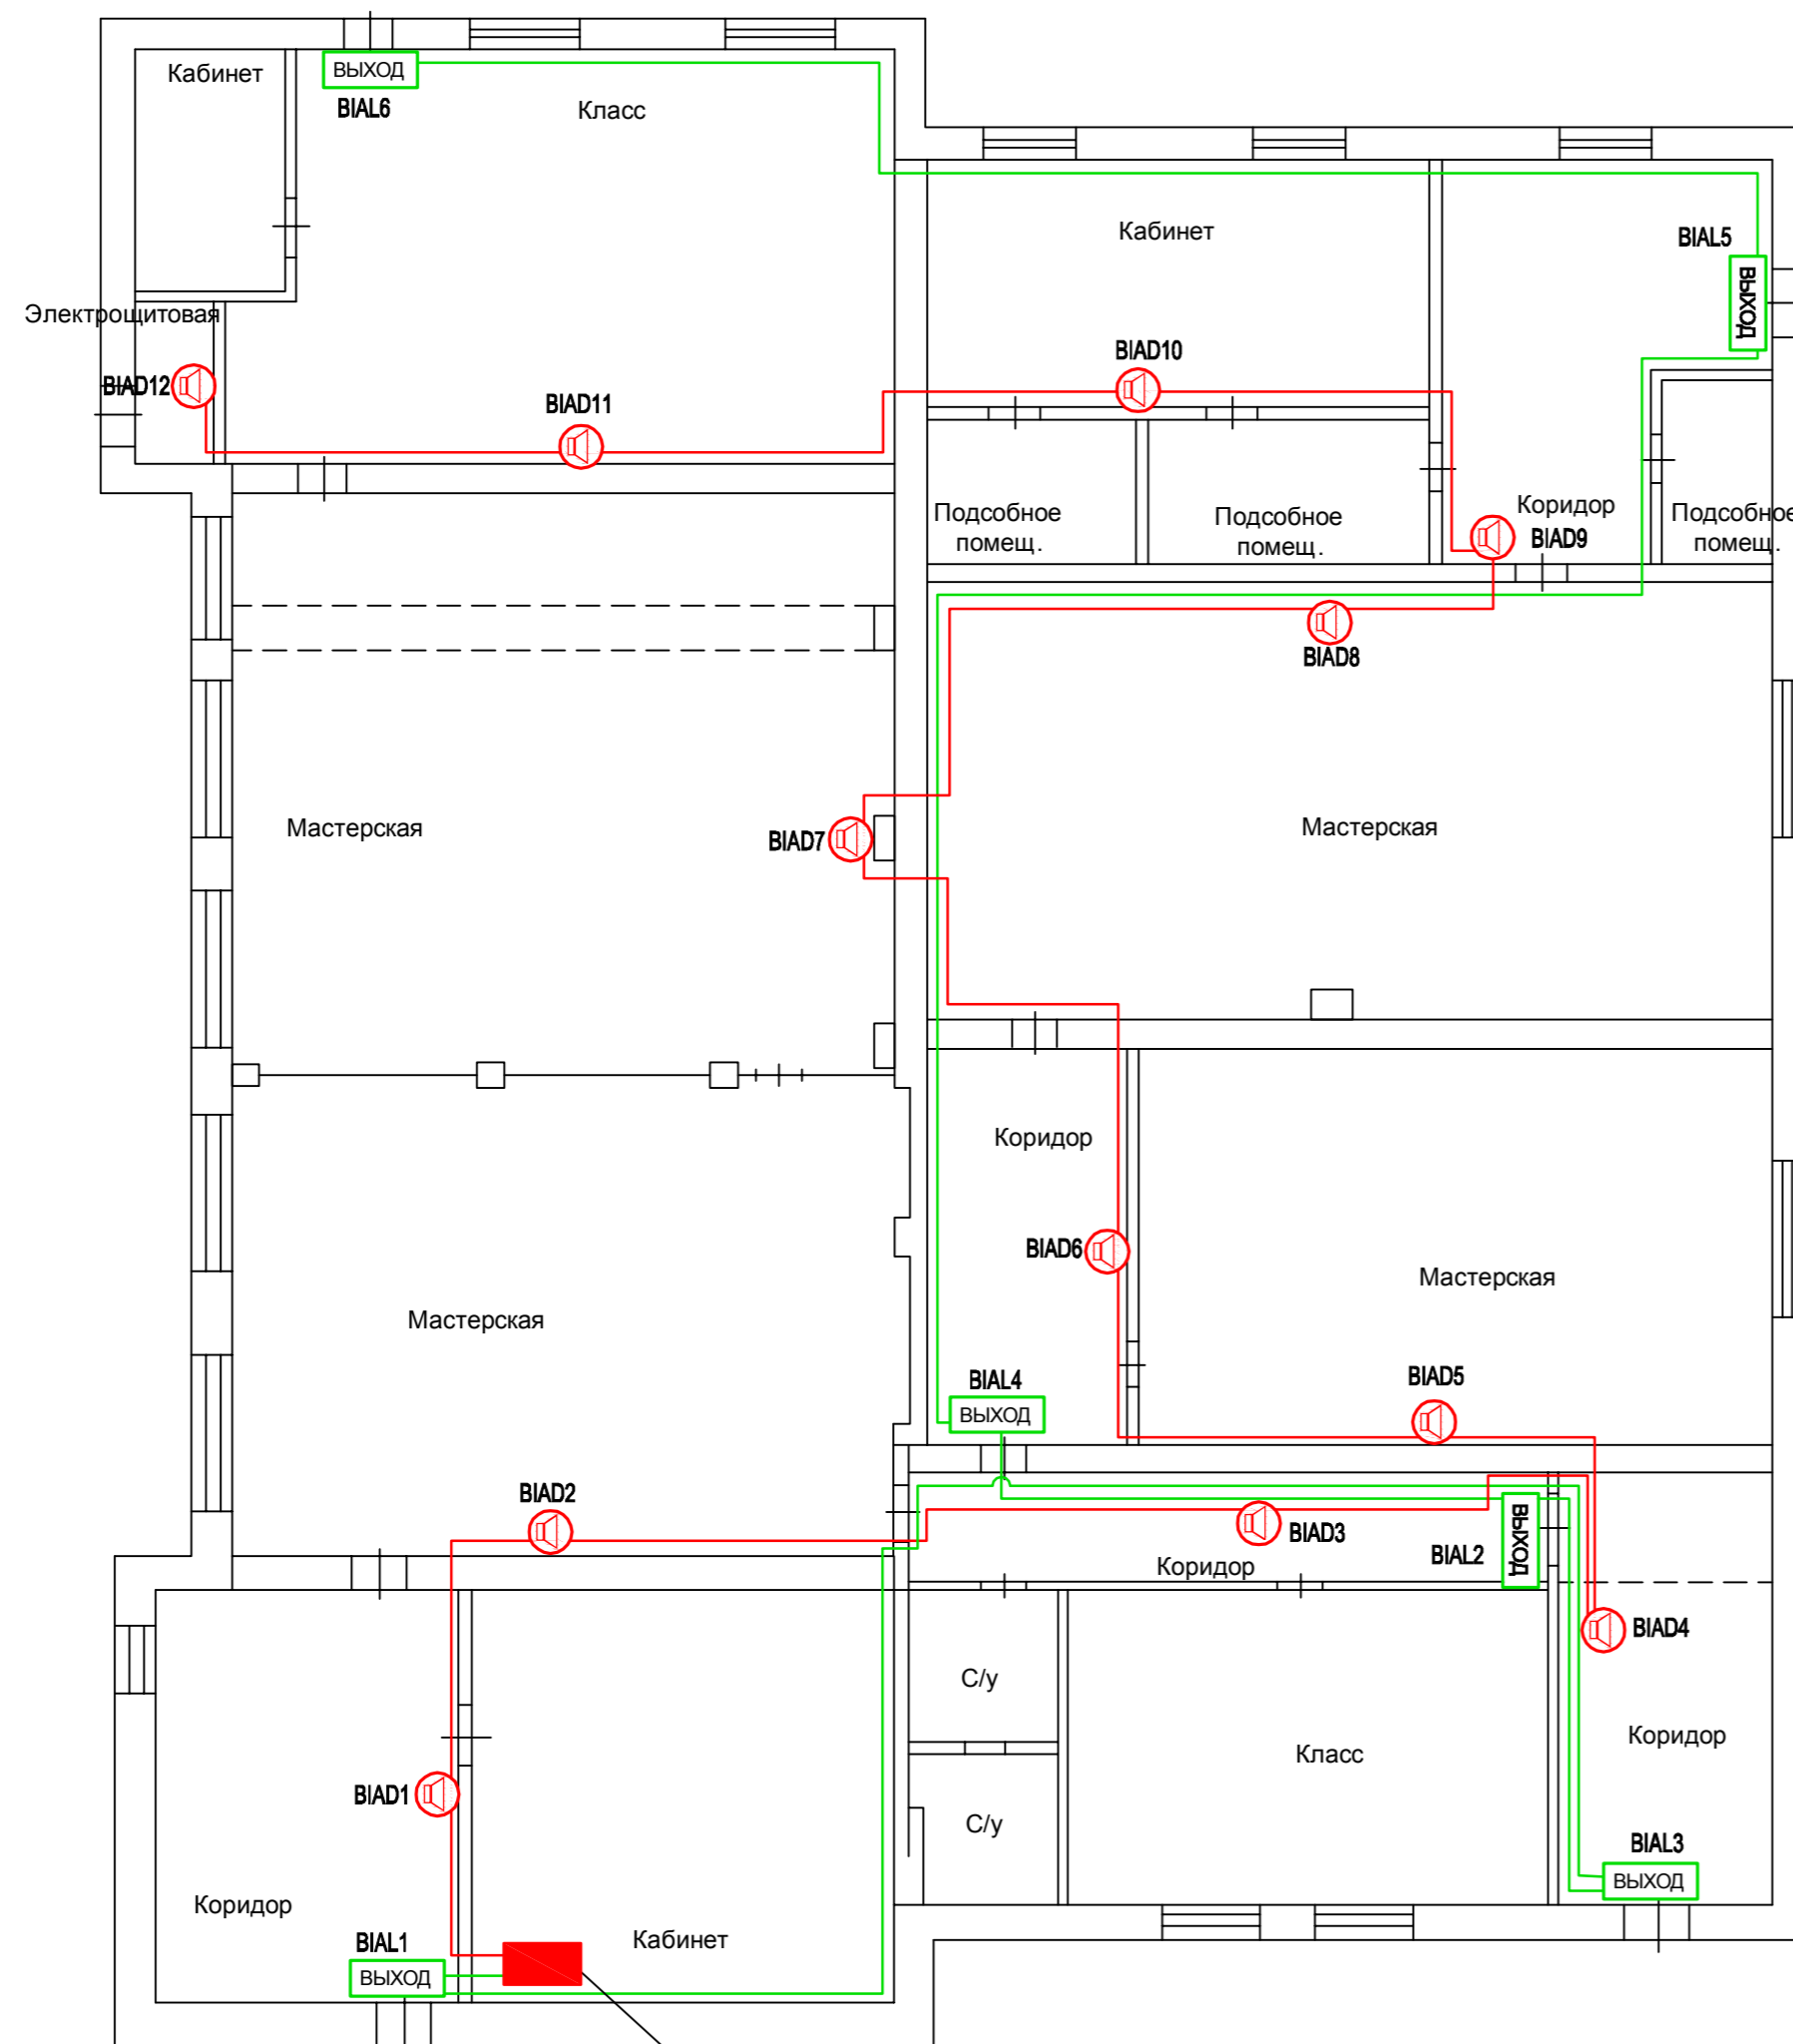 Кабинет
ВЫХОД
BIAL6
Класс
Кабинет
BIAL5
ВЫХОД
Электрощитовая
BIAD12
BIAD11
BIAD10
Подсобное
помещ.
Подсобное
помещ.
Коридор
BIAD9
Подсобное
помещ.
BIAD8
Мастерская
BIAD7
Мастерская
Коридор
BIAD6
Мастерская
Мастерская
BIAL4
ВЫХОД
BIAD5
BIAD2
BIAD3
Коридор
BIAL2
ВЫХОД
BIAD4
С/у
Коридор
Класс
BIAD1
С/у
BIAL3
ВЫХОД
Коридор
BIAL1
ВЫХОД
Кабинет